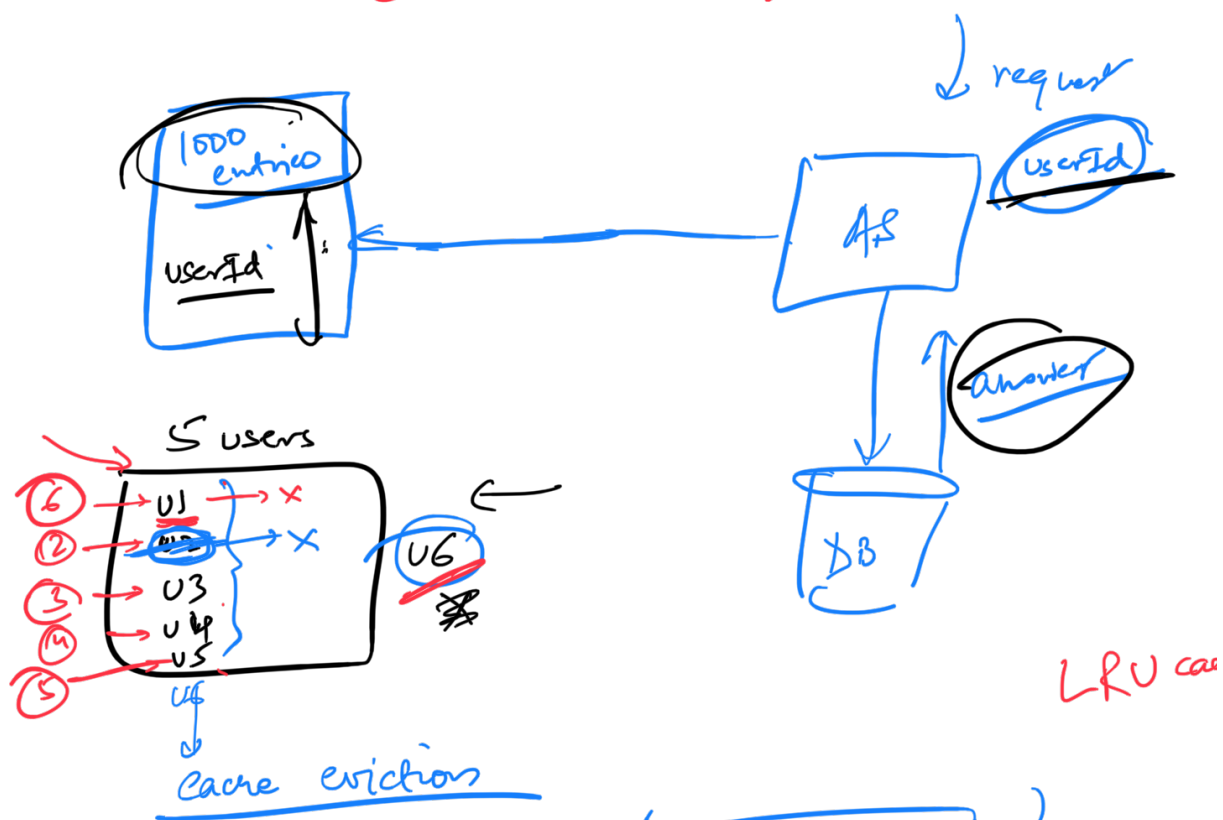 request
1000
entries
userId
AS
userId
answer
5 users
6 U1 X
2 X
3 U3
U6
4 U4
5 U5
DB
U6
LRU
cache eviction